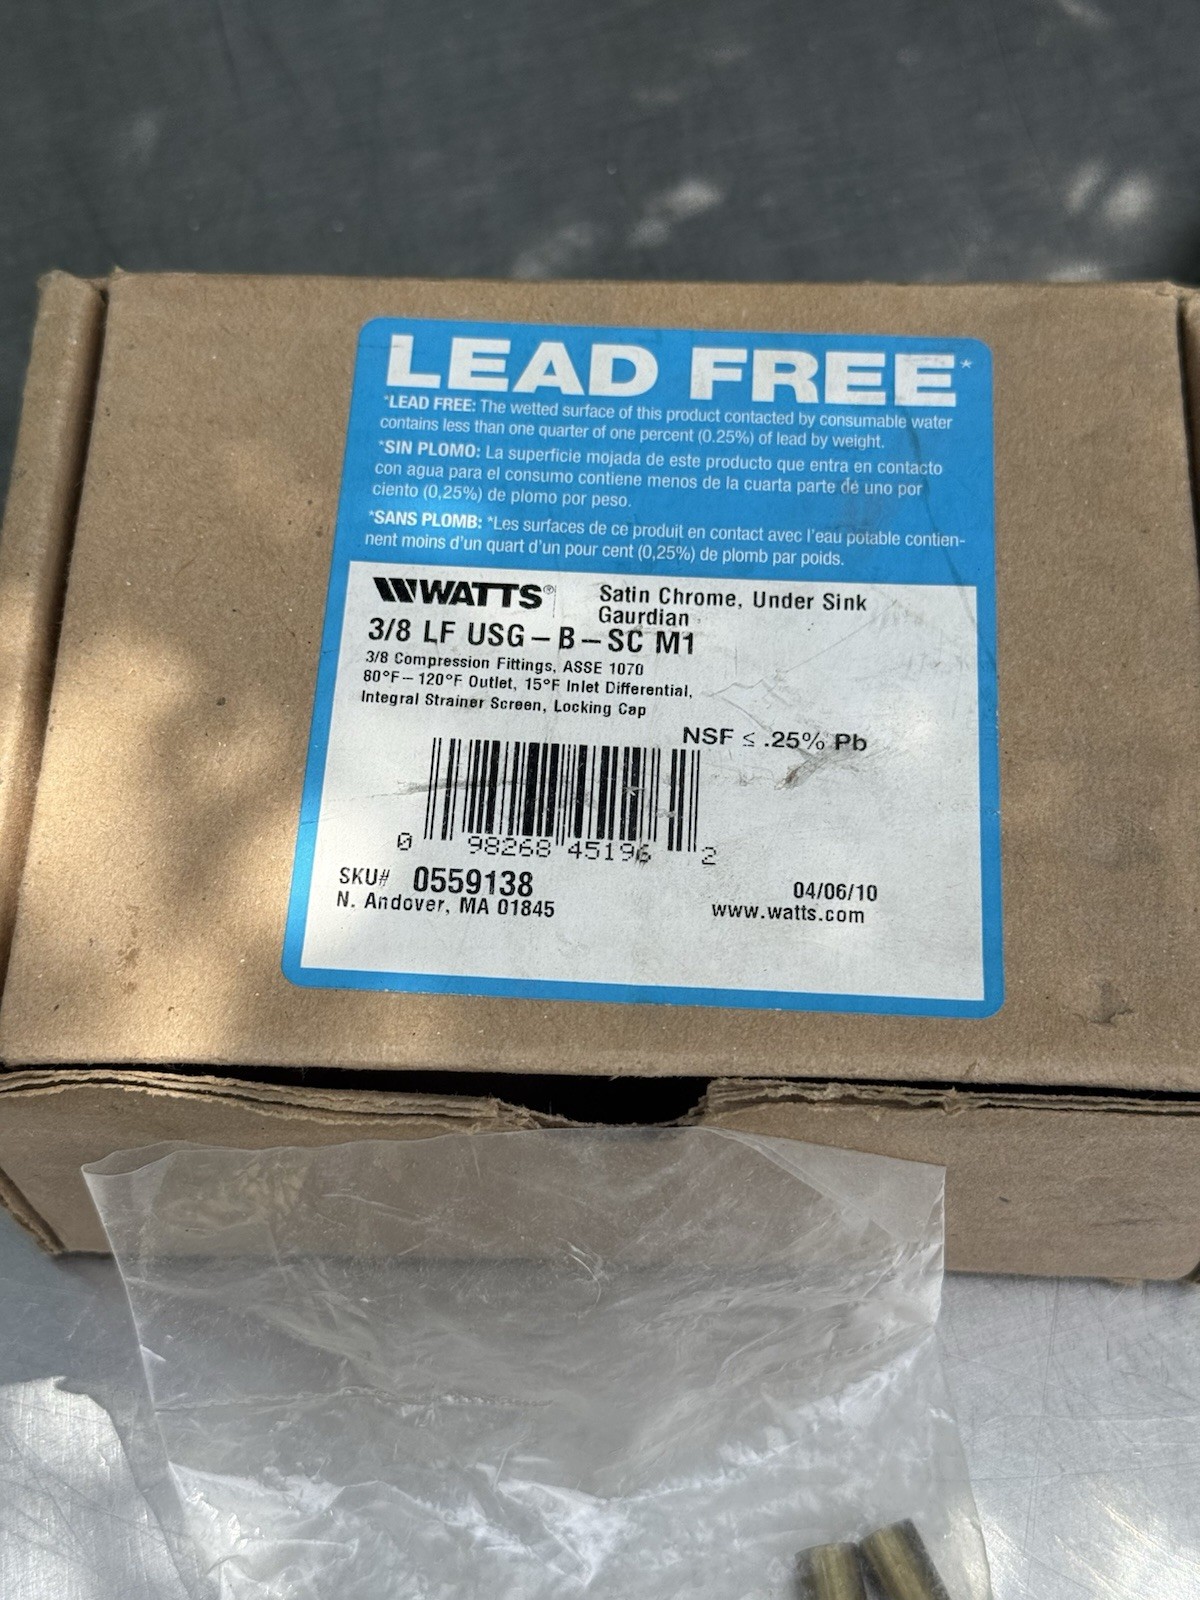 LEAD FREE*
*LEAD FREE: The wetted surface of this product contacted by consumable water
contains less than one quarter of one percent (0.25%) of lead by weight.
*SIN PLOMO: La superficie mojada de este producto que entra en contacto
con agua para el consumo contiene menos de la cuarta parte de uno por
ciento (0,25%) de plomo por peso.
*SANS PLOMB: *Les surfaces de ce produit en contact avec l'eau potable contien-
nent moins d'un quart d'un pour cent (0,25%) de plomb par poids.
WATTS®
Satin Chrome, Under Sink
Gaurdian
3/8 LF USG – B – SC M1
3/8 Compression Fittings, ASSE 1070
80°F – 120°F Outlet, 15°F Inlet Differential,
Integral Strainer Screen, Locking Cap
NSF ≤ .25% Pb
0 98268 45196 2
SKU# 0559138
N. Andover, MA 01845
04/06/10
www.watts.com